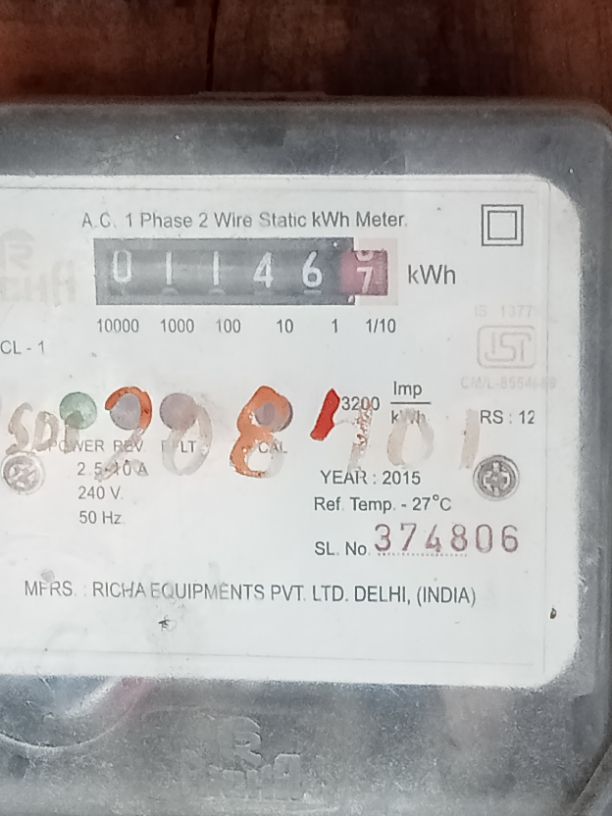 A.C. 1 Phase 2 Wire Static kWh Meter.
0 1 1 4 6 7 kWh
10000 1000 100 10 1 1/10
CL - 1
IS 1377
CM/L-8554
3200 Imp/kWh
RS : 12
POWER REV. CAL
2.5-10 A
240 V.
50 Hz
YEAR : 2015
Ref. Temp. - 27°C
SL. No. 374806
MFRS. : RICHA EQUIPMENTS PVT. LTD. DELHI, (INDIA)